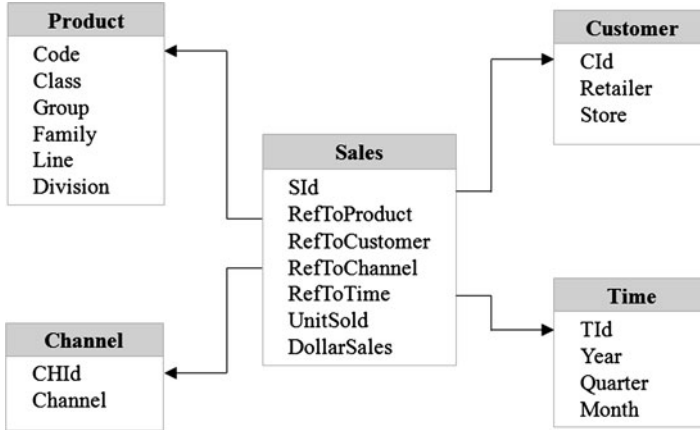 Product
Code
Class
Group
Family
Line
Division
Customer
CId
Retailer
Store
Sales
SId
RefToProduct
RefToCustomer
RefToChannel
RefToTime
UnitSold
DollarSales
Channel
CHId
Channel
Time
TId
Year
Quarter
Month